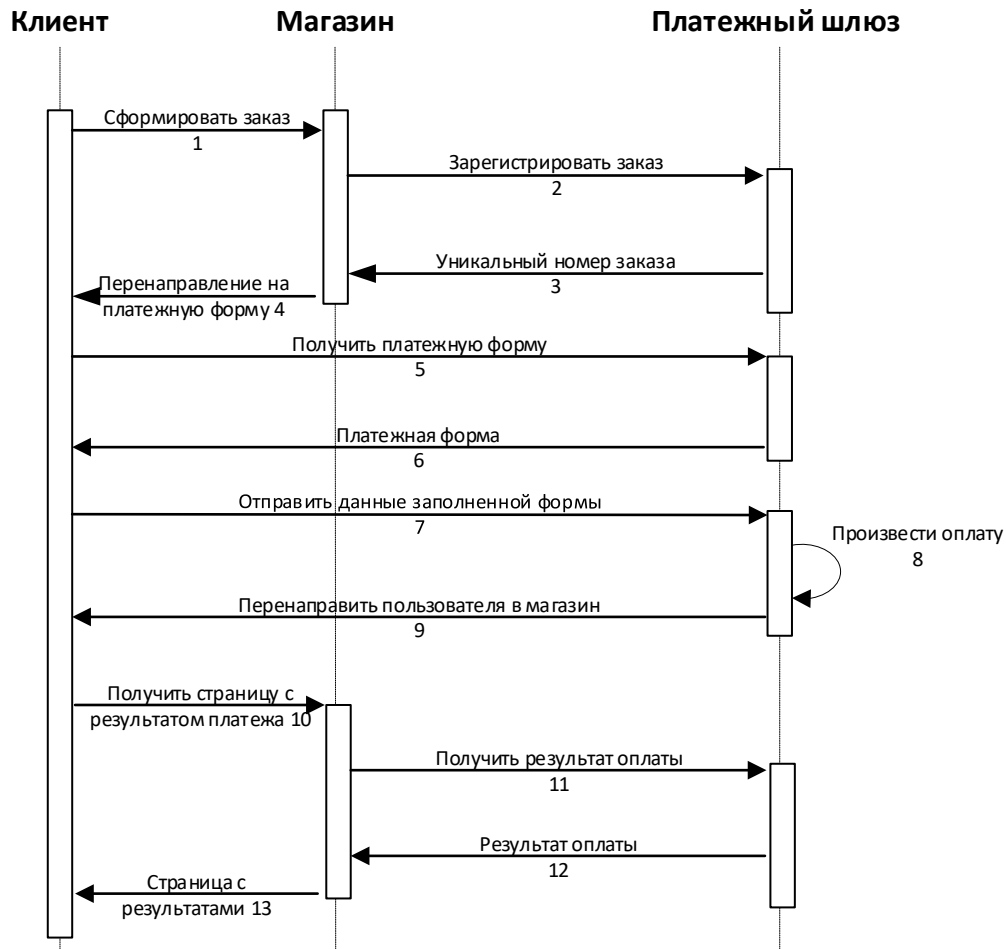 Клиент
Магазин
Платежный шлюз
Сформировать заказ
1
Зарегистрировать заказ
2
Уникальный номер заказа
3
Перенаправление на
платежную форму 4
Получить платежную форму
5
Платежная форма
6
Отправить данные заполненной формы
7
Произвести оплату
8
Перенаправить пользователя в магазин
9
Получить страницу с
результатом платежа 10
Получить результат оплаты
11
Результат оплаты
12
Страница с
результатами 13